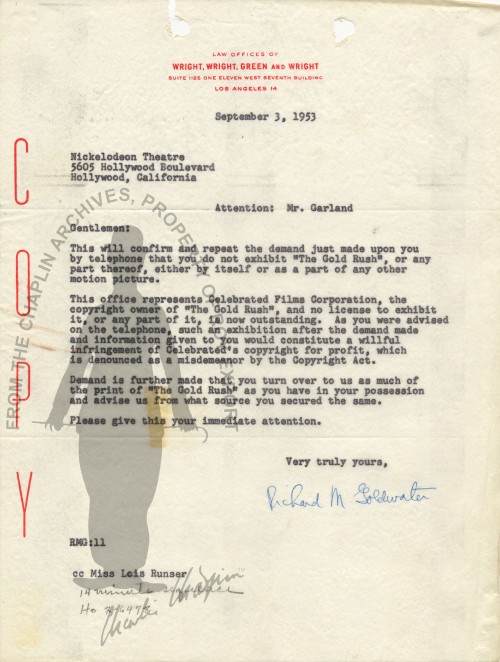 LAW OFFICES OF
WRIGHT, WRIGHT, GREEN AND WRIGHT
SUITE 1125 ONE ELEVEN WEST SEVENTH BUILDING
LOS ANGELES 14
September 3, 1953
COPY
Nickelodeon Theatre
5605 Hollywood Boulevard
Hollywood, California
Attention: Mr. Garland
Gentlemen:
This will confirm and repeat the demand just made upon you
by telephone that you do not exhibit "The Gold Rush", or any
part thereof, either by itself or as a part of any other
motion picture.
This office represents Celebrated Films Corporation, the
copyright owner of "The Gold Rush", and no license to exhibit
it, or any part of it, is now outstanding. As you were advised
on the telephone, such an exhibition after the demand made
and information given to you would constitute a willful
infringement of Celebrated's copyright for profit, which
is denounced as a misdemeanor by the Copyright Act.
Demand is further made that you turn over to us as much of
the print of "The Gold Rush" as you have in your possession
and advise us from what source you secured the same.
Please give this your immediate attention.
Very truly yours,
Richard M Goldwater
RMG:ll
cc Miss Lois Runser
14 minute
Ho
Charlie Chaplin
FROM THE CHAPLIN ARCHIVES, PROPERTY OF ROY EXPORT